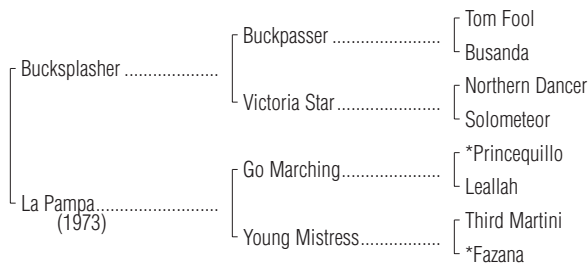 Tom Fool
Buckpasser ........................
Busanda
Bucksplasher .....................
Northern Dancer
Victoria Star.......................
Solometeor
*Princequillo
Go Marching......................
Leallah
La Pampa...........................
(1973)
Third Martini
Young Mistress..................
*Fazana